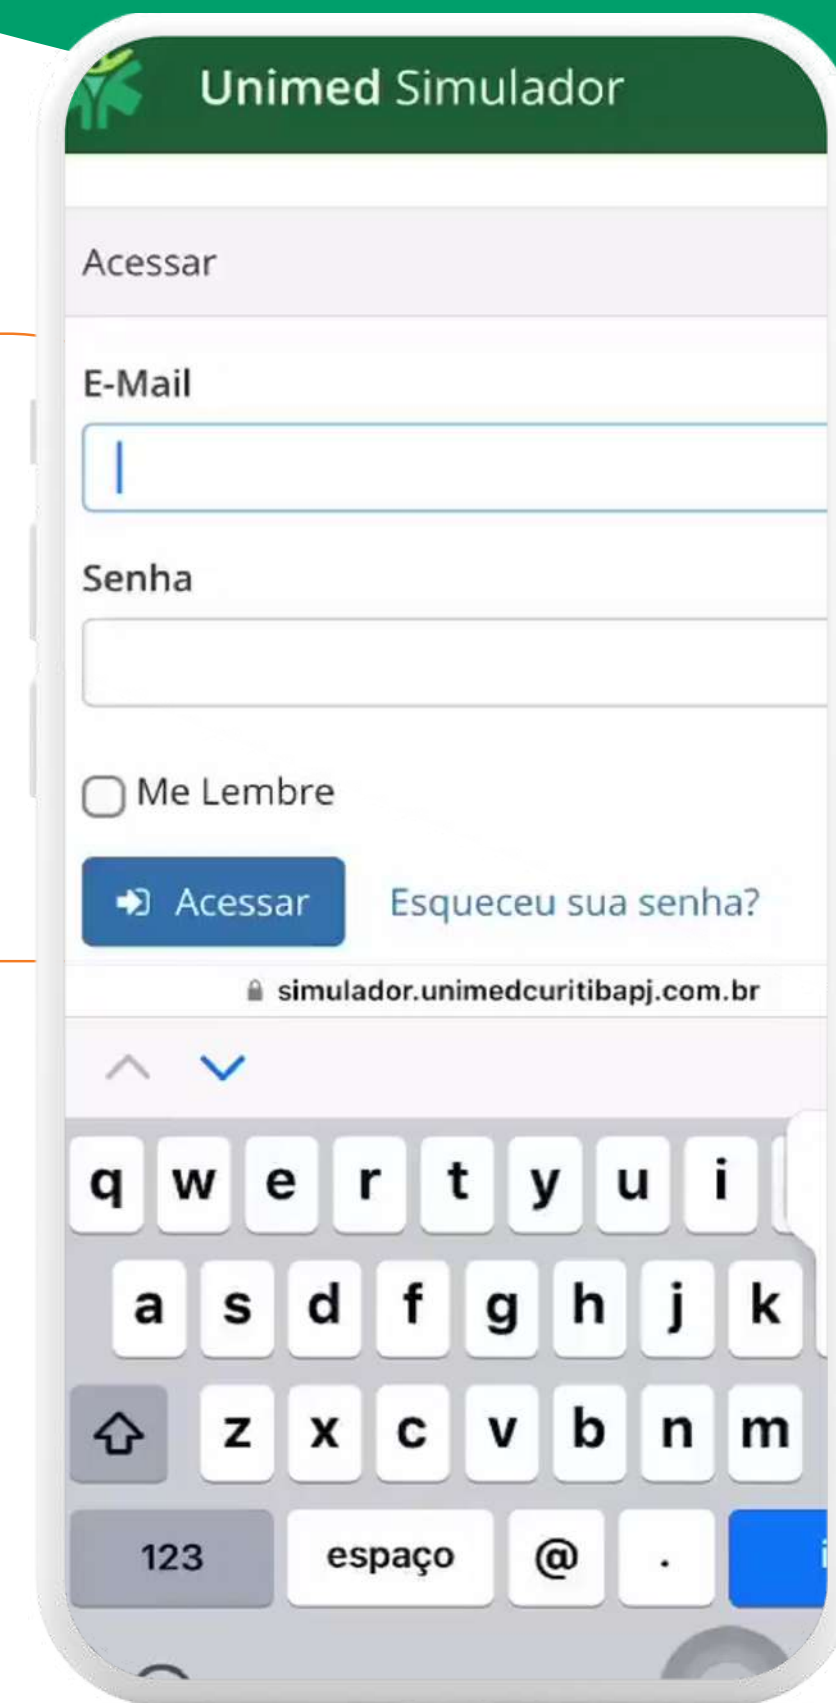 Unimed Simulador
Acessar
E-Mail
Senha
Me Lembre
Acessar Esqueceu sua senha?
simulador.unimedcuritibapj.com.br
q w e r t y u i
a s d f g h j k
z x c v b n m
123 espaço @ .